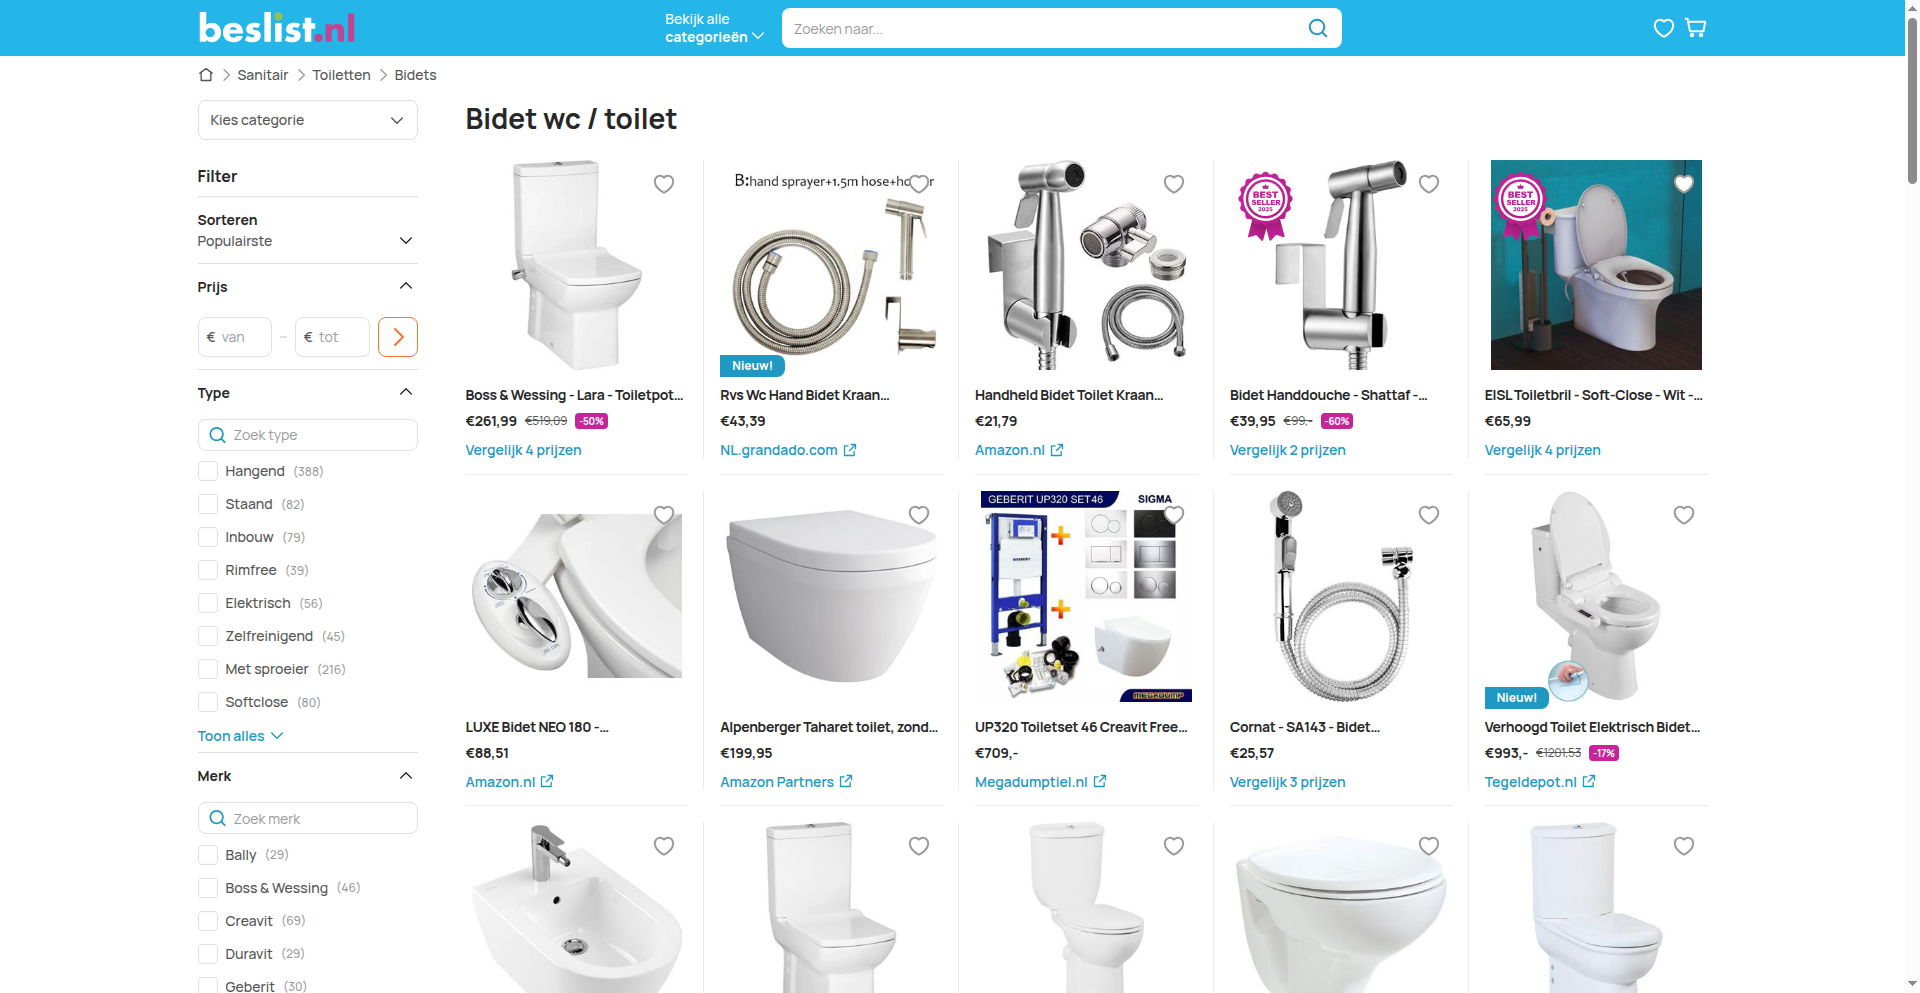 beslist.nl
Bekijk alle
categorieën
Zoeken naar...
Sanitair
Toiletten
Bidets
Kies categorie
Bidet wc / toilet
Filter
Sorteren
Populairste
Prijs
€ van
–
€ tot
Type
Zoek type
Hangend (388)
Staand (82)
Inbouw (79)
Rimfree (39)
Elektrisch (56)
Zelfreinigend (45)
Met sproeier (216)
Softclose (80)
Toon alles
Merk
Zoek merk
Bally (29)
Boss & Wessing (46)
Creavit (69)
Duravit (29)
Geberit (30)
Boss & Wessing - Lara - Toiletpot...
€261,99 €519,09 -50%
Vergelijk 4 prijzen
B:hand sprayer+1.5m hose+ho
Nieuw!
Rvs Wc Hand Bidet Kraan...
€43,39
NL.grandado.com
Handheld Bidet Toilet Kraan...
€21,79
Amazon.nl
BEST
SELLER
2025
Bidet Handdouche - Shattaf -...
€39,95 €99,- -60%
Vergelijk 2 prijzen
BEST
SELLER
2025
EISL Toiletbril - Soft-Close - Wit -...
€65,99
Vergelijk 4 prijzen
LUXE Bidet NEO 180 -...
€88,51
Amazon.nl
Alpenberger Taharet toilet, zond...
€199,95
Amazon Partners
GEBERIT UP320 SET46 SIGMA
MEGADUMP
UP320 Toiletset 46 Creavit Free...
€709,-
Megadumptiel.nl
Cornat - SA143 - Bidet...
€25,57
Vergelijk 3 prijzen
Nieuw!
Verhoogd Toilet Elektrisch Bidet...
€993,- €1201,53 -17%
Tegeldepot.nl